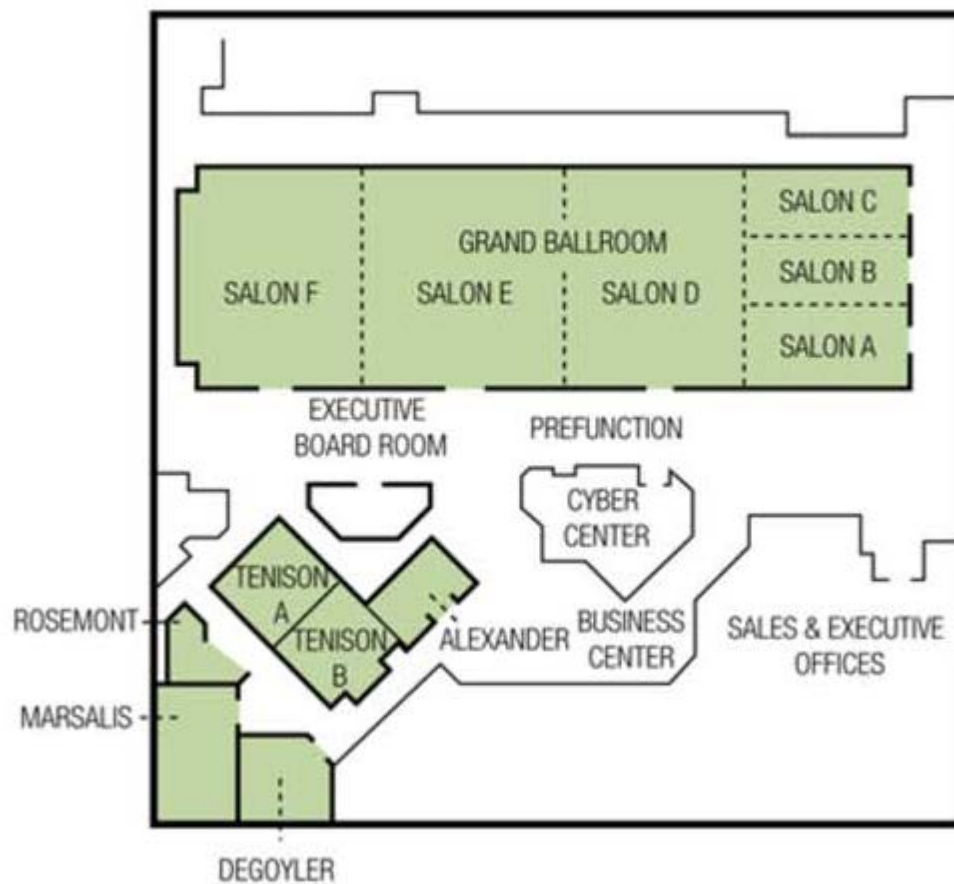 SALON C
GRAND BALLROOM
SALON B
SALON F
SALON E
SALON D
SALON A
EXECUTIVE
BOARD ROOM
PREFUNCTION
CYBER
CENTER
TENISON
A
TENISON
B
ROSEMONT
ALEXANDER
BUSINESS
CENTER
SALES & EXECUTIVE
OFFICES
MARSALIS
DEGOYLER